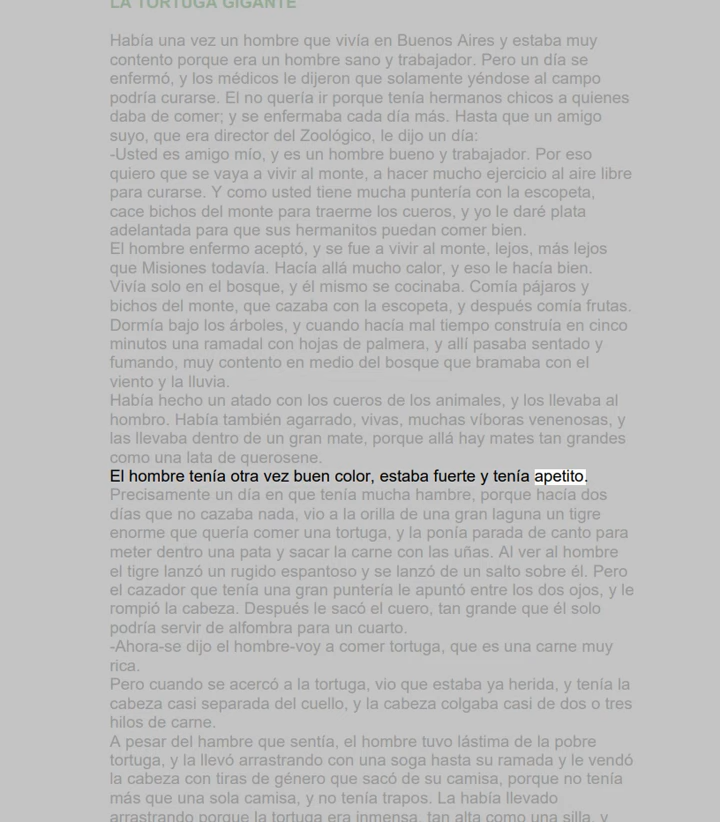 LA TORTUGA GIGANTE
Había una vez un hombre que vivía en Buenos Aires y estaba muy
contento porque era un hombre sano y trabajador. Pero un día se
enfermó, y los médicos le dijeron que solamente yéndose al campo
podría curarse. El no quería ir porque tenía hermanos chicos a quienes
daba de comer; y se enfermaba cada día más. Hasta que un amigo
suyo, que era director del Zoológico, le dijo un día:
-Usted es amigo mío, y es un hombre bueno y trabajador. Por eso
quiero que se vaya a vivir al monte, a hacer mucho ejercicio al aire libre
para curarse. Y como usted tiene mucha puntería con la escopeta,
cace bichos del monte para traerme los cueros, y yo le daré plata
adelantada para que sus hermanitos puedan comer bien.
El hombre enfermo aceptó, y se fue a vivir al monte, lejos, más lejos
que Misiones todavía. Hacía allá mucho calor, y eso le hacía bien.
Vivía solo en el bosque, y él mismo se cocinaba. Comía pájaros y
bichos del monte, que cazaba con la escopeta, y después comía frutas.
Dormía bajo los árboles, y cuando hacía mal tiempo construía en cinco
minutos una ramadal con hojas de palmera, y allí pasaba sentado y
fumando, muy contento en medio del bosque que bramaba con el
viento y la lluvia.
Había hecho un atado con los cueros de los animales, y los llevaba al
hombro. Había también agarrado, vivas, muchas víboras venenosas, y
las llevaba dentro de un gran mate, porque allá hay mates tan grandes
como una lata de querosene.
El hombre tenía otra vez buen color, estaba fuerte y tenía apetito.
Precisamente un día en que tenía mucha hambre, porque hacía dos
días que no cazaba nada, vio a la orilla de una gran laguna un tigre
enorme que quería comer una tortuga, y la ponía parada de canto para
meter dentro una pata y sacar la carne con las uñas. Al ver al hombre
el tigre lanzó un rugido espantoso y se lanzó de un salto sobre él. Pero
el cazador que tenía una gran puntería le apuntó entre los dos ojos, y le
rompió la cabeza. Después le sacó el cuero, tan grande que él solo
podría servir de alfombra para un cuarto.
-Ahora-se dijo el hombre-voy a comer tortuga, que es una carne muy
rica.
Pero cuando se acercó a la tortuga, vio que estaba ya herida, y tenía la
cabeza casi separada del cuello, y la cabeza colgaba casi de dos o tres
hilos de carne.
A pesar del hambre que sentía, el hombre tuvo lástima de la pobre
tortuga, y la llevó arrastrando con una soga hasta su ramada y le vendó
la cabeza con tiras de género que sacó de su camisa, porque no tenía
más que una sola camisa, y no tenía trapos. La había llevado
arrastrando porque la tortuga era inmensa, tan alta como una silla, y